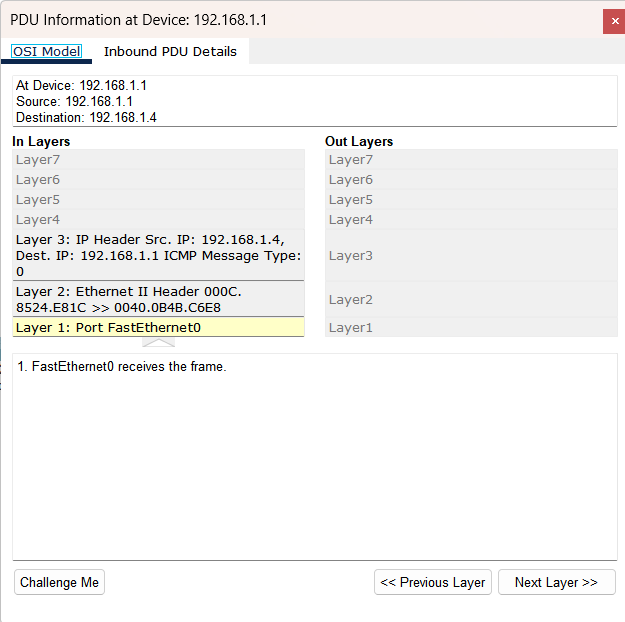 PDU Information at Device: 192.168.1.1
OSI Model Inbound PDU Details
At Device: 192.168.1.1
Source: 192.168.1.1
Destination: 192.168.1.4
In Layers
Layer7
Layer6
Layer5
Layer4
Layer 3: IP Header Src. IP: 192.168.1.4,
Dest. IP: 192.168.1.1 ICMP Message Type:
0
Layer 2: Ethernet II Header 000C.
8524.E81C >> 0040.0B4B.C6E8
Layer 1: Port FastEthernet0
Out Layers
Layer7
Layer6
Layer5
Layer4
Layer3
Layer2
Layer1
1. FastEthernet0 receives the frame.
Challenge Me
<< Previous Layer
Next Layer >>